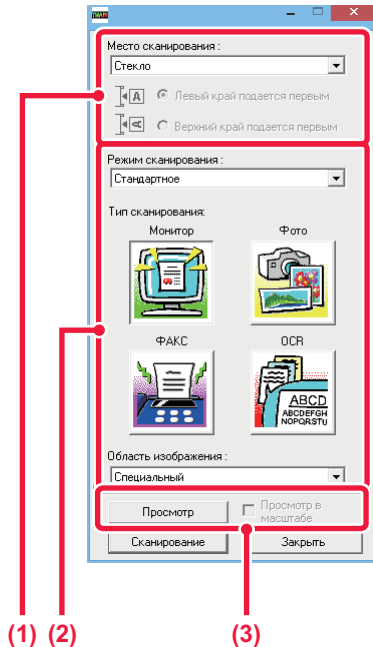 TWAIN
Место сканирования :
Стекло
A
Левый край подается первым
A
Верхний край подается первым
Режим сканирования :
Стандартное
Тип сканирования:
Монитор
Фото
ФАКС
OCR
ABCD
ABCDEFGH
NOPQRSTU
Область изображения :
Специальный
Просмотр
Просмотр в
масштабе
Сканирование
Закрыть
(1) (2) (3)